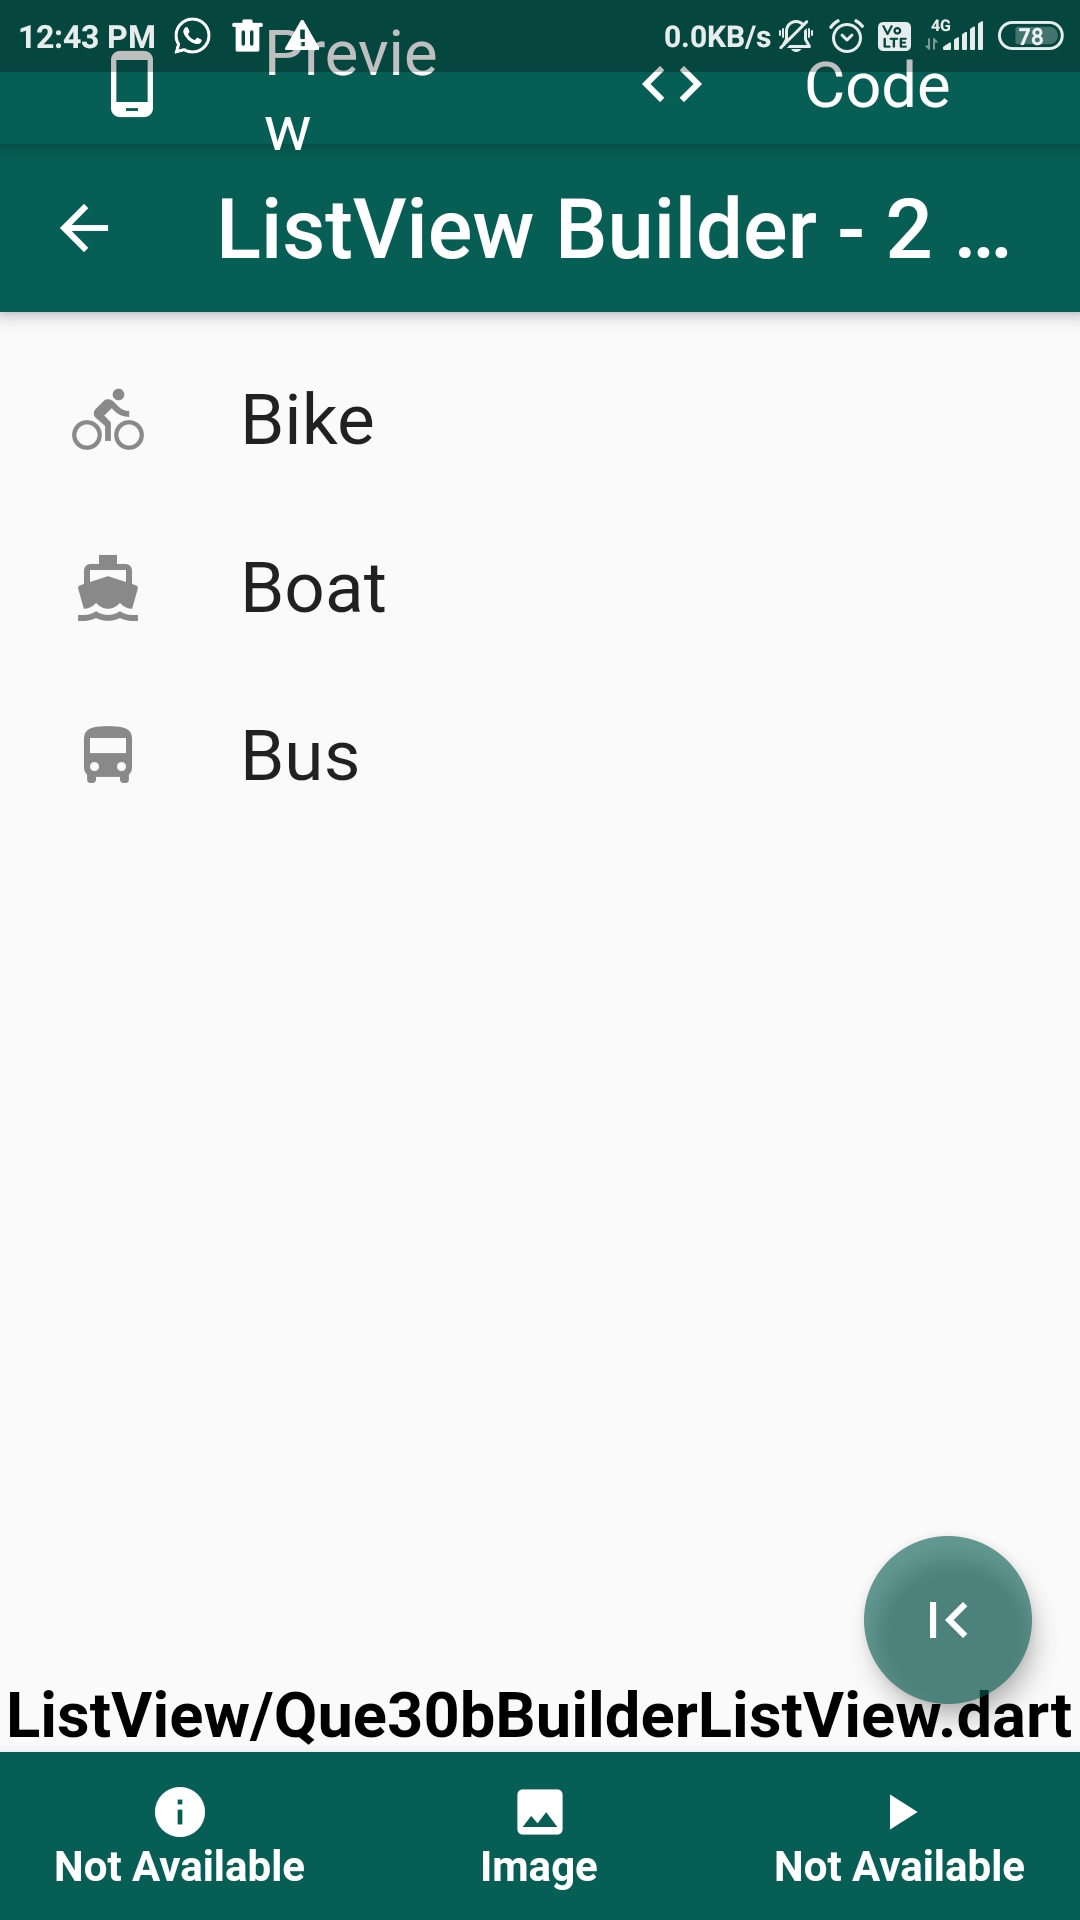 12:43 PM 0.0KB/s VoLTE 4G 78
Previe
w
Code
ListView Builder - 2 ...
Bike
Boat
Bus
ListView/Que30bBuilderListView.dart
Not Available
Image
Not Available